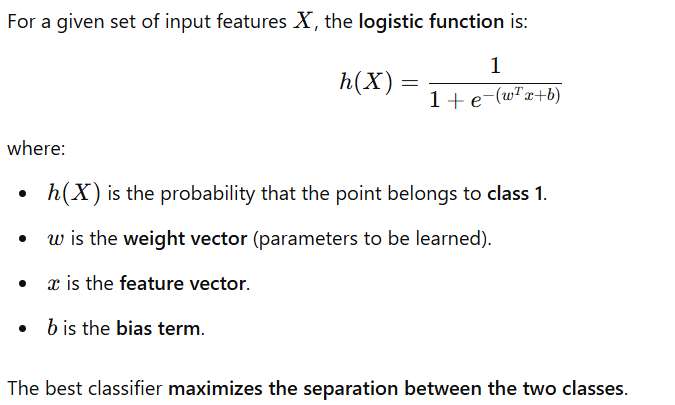 For a given set of input features X, the logistic function is:
h(X) = 1 / (1 + e^{-(w^T x+b)})
where:
• h(X) is the probability that the point belongs to class 1.
• w is the weight vector (parameters to be learned).
• x is the feature vector.
• b is the bias term.
The best classifier maximizes the separation between the two classes.